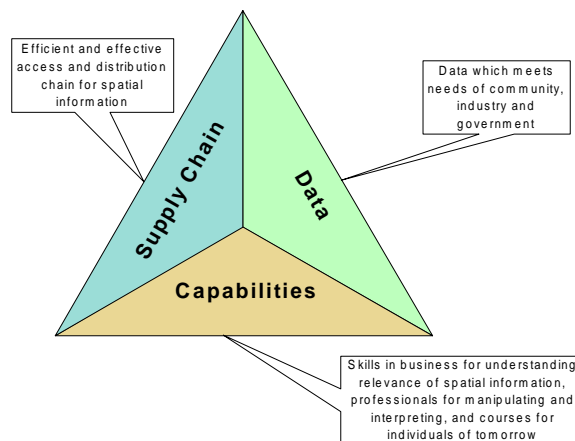 Efficient and effective
access and distribution
chain for spatial
information
Data which meets
needs of community,
industry and
government
Supply Chain
Data
Capabilities
Skills in business for understanding
relevance of spatial information,
professionals for manipulating and
interpreting, and courses for
individuals of tomorrow